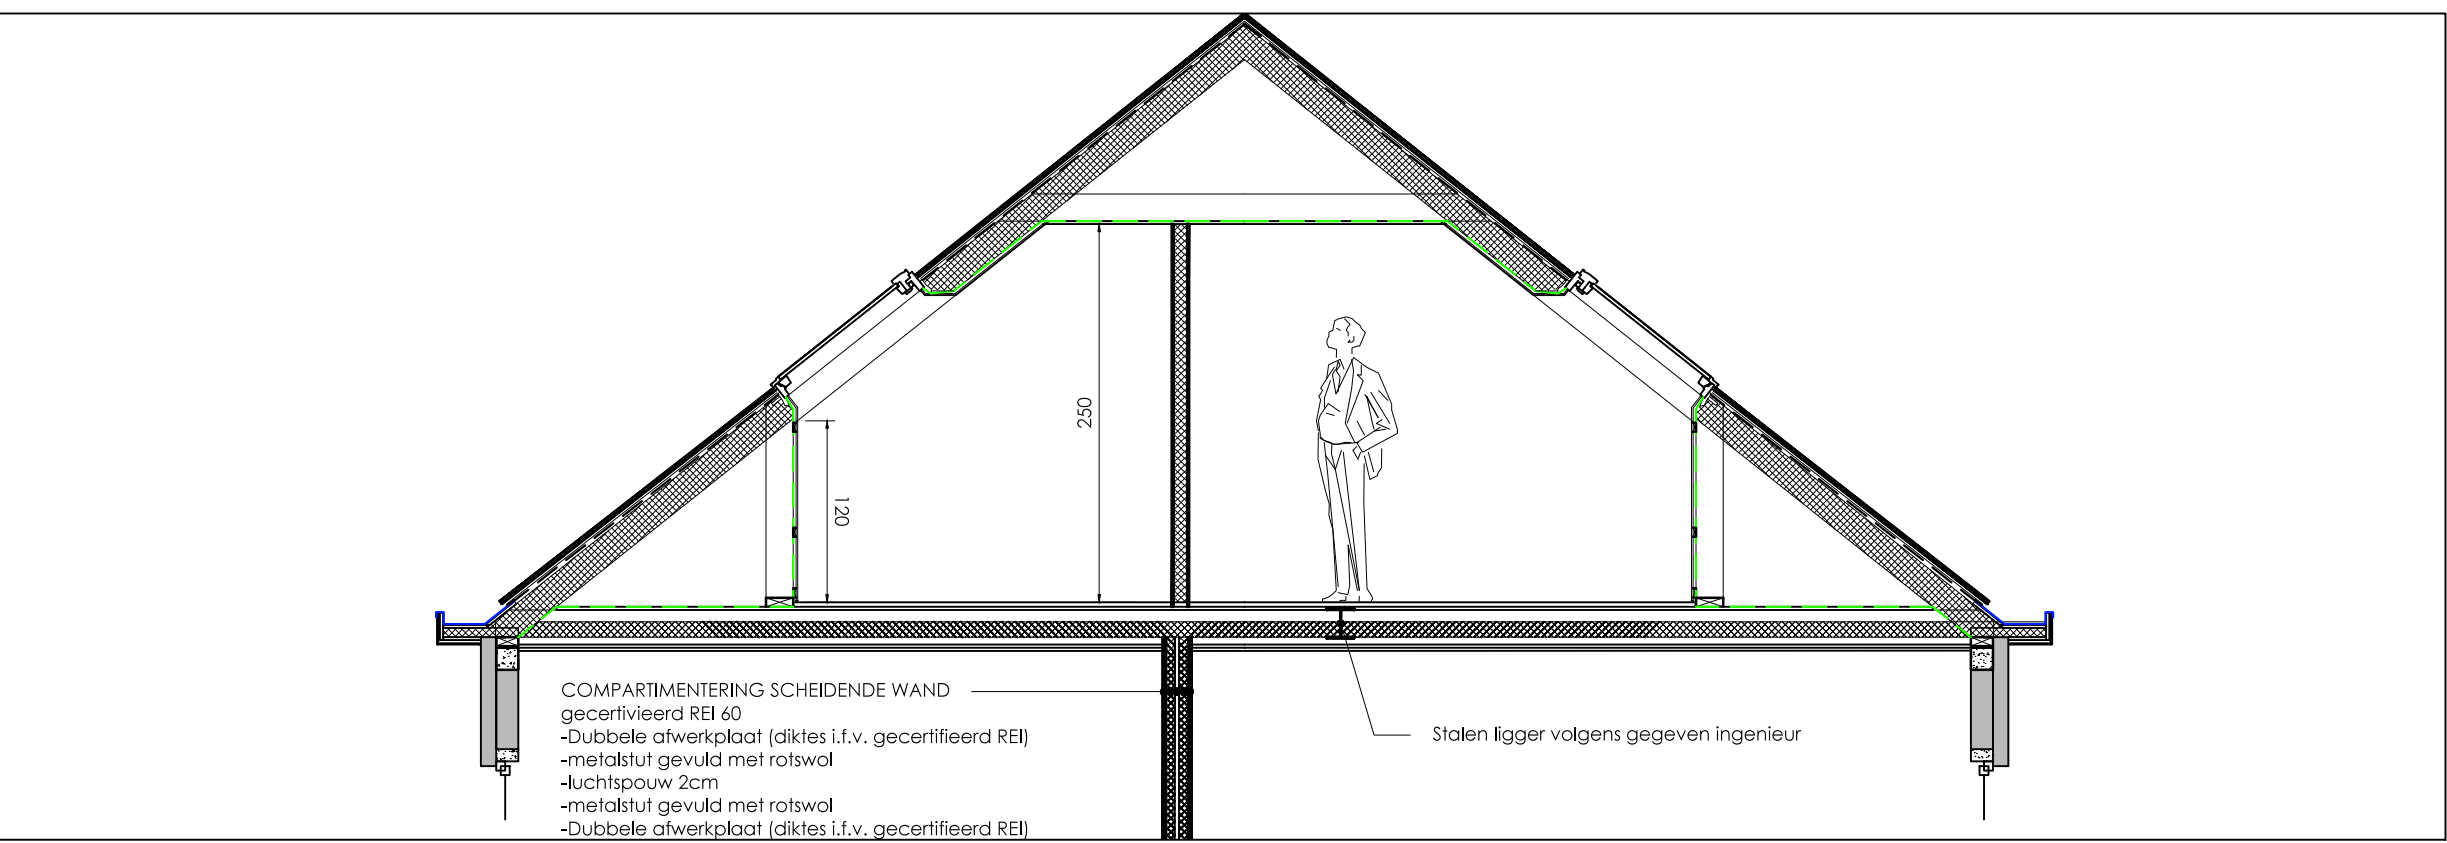 250
120
COMPARTIMENTERING SCHEIDENDE WAND
gecertivieerd REI 60
-Dubbele afwerkplaat (diktes i.f.v. gecertifieerd REI)
-metalstut gevuld met rotswol
-luchtspouw 2cm
-metalstut gevuld met rotswol
-Dubbele afwerkplaat (diktes i.f.v. gecertifieerd REI)
Stalen ligger volgens gegeven ingenieur